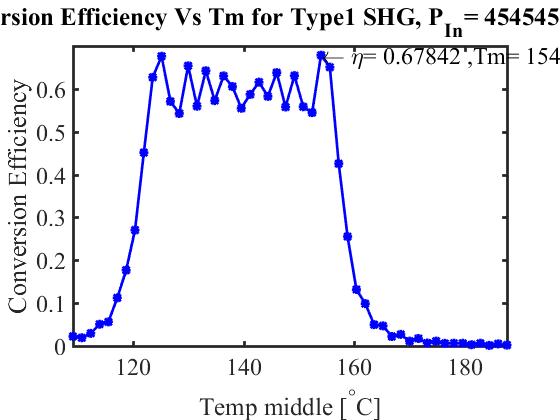 rsion Efficiency Vs Tm for Type1 SHG, P_In= 454545
← η= 0.67842 ,Tm= 154
Conversion Efficiency
0.6
0.5
0.4
0.3
0.2
0.1
0
120 140 160 180
Temp middle [°C]